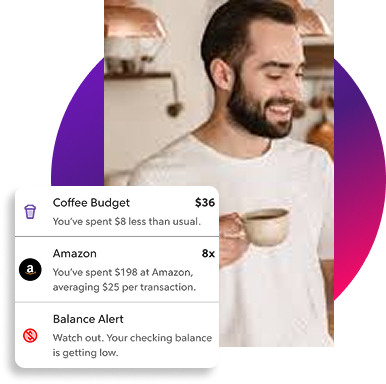 Coffee Budget $36
You've spent $8 less than usual.
a
Amazon 8x
You've spent $198 at Amazon,
averaging $25 per transaction.
Balance Alert
Watch out. Your checking balance
is getting low.